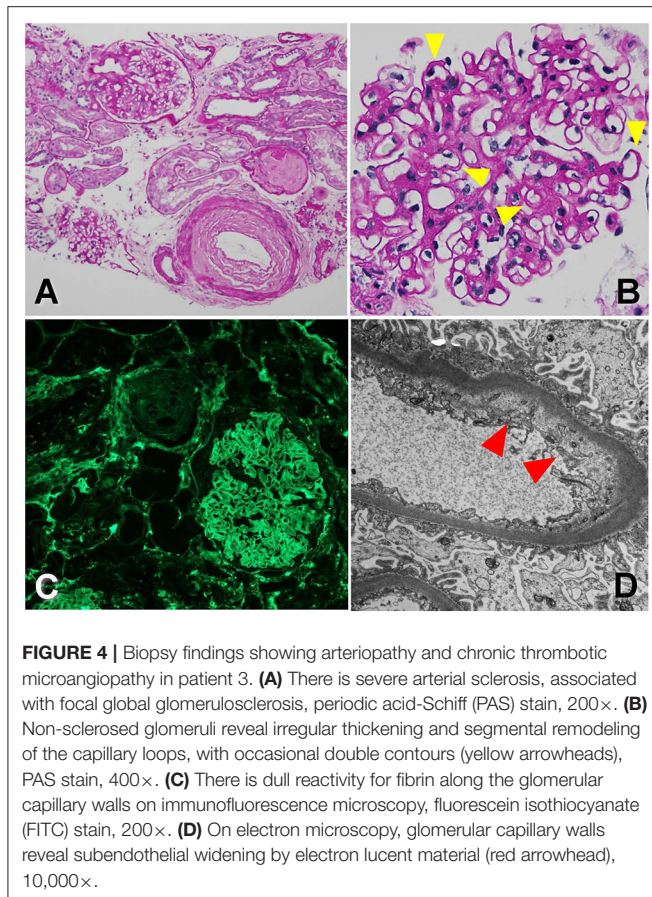 A
B
C
D
FIGURE 4 | Biopsy findings showing arteriopathy and chronic thrombotic
microangiopathy in patient 3. (A) There is severe arterial sclerosis, associated
with focal global glomerulosclerosis, periodic acid-Schiff (PAS) stain, 200×. (B)
Non-sclerosed glomeruli reveal irregular thickening and segmental remodeling
of the capillary loops, with occasional double contours (yellow arrowheads),
PAS stain, 400×. (C) There is dull reactivity for fibrin along the glomerular
capillary walls on immunofluorescence microscopy, fluorescein isothiocyanate
(FITC) stain, 200×. (D) On electron microscopy, glomerular capillary walls
reveal subendothelial widening by electron lucent material (red arrowhead),
10,000×.